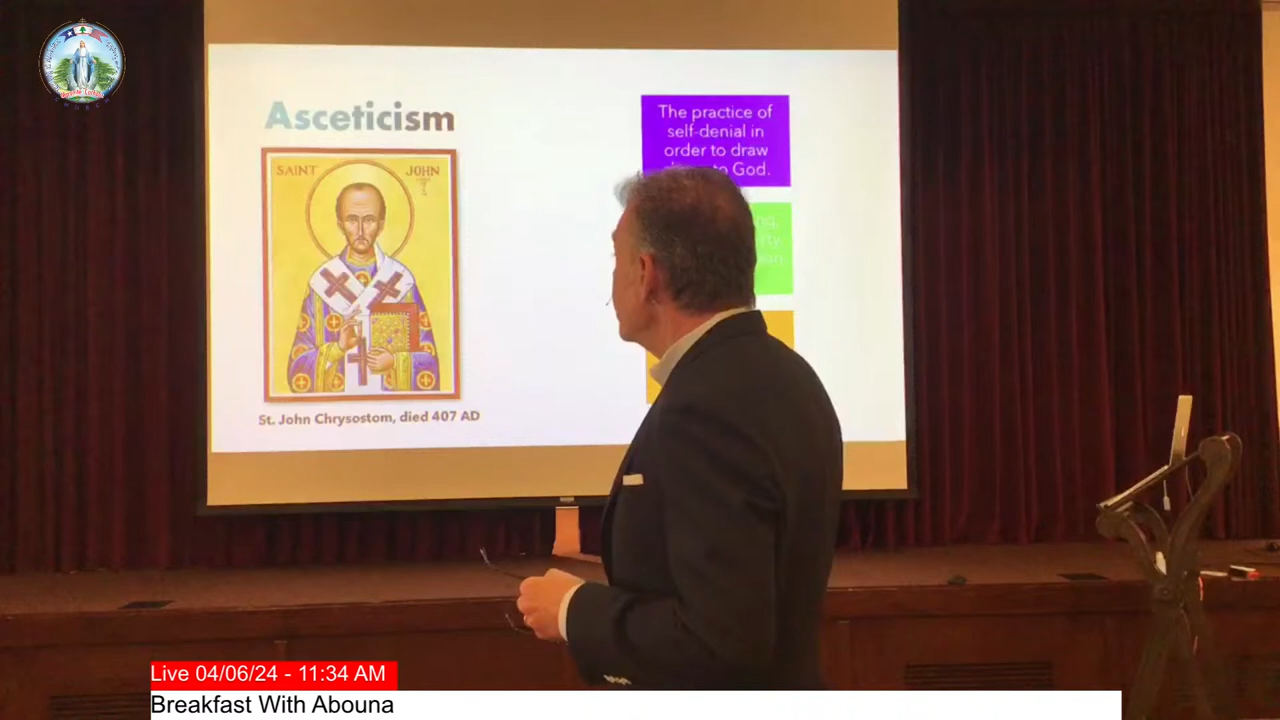 Asceticism
SAINT JOHN
St. John Chrysostom, died 407 AD
The practice of
self-denial in
order to draw
to God.
Live 04/06/24 - 11:34 AM
Breakfast With Abouna